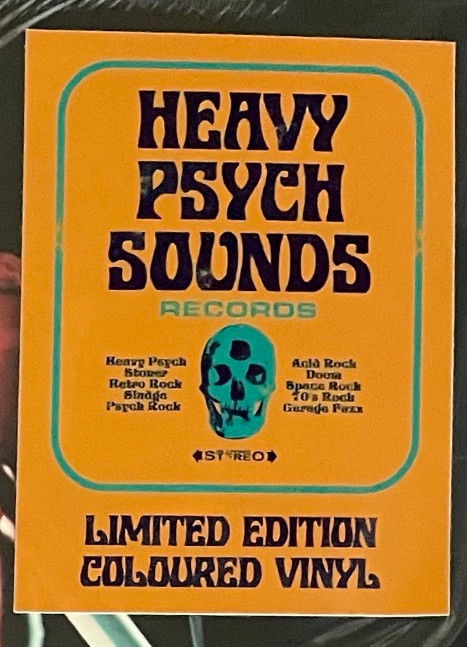 HEAVY
PSYCH
SOUNDS
RECORDS
Heavy Psych
Stoner
Retro Rock
Sludge
Psych Rock
Acid Rock
Doom
Space Rock
70's Rock
Garage Fuzz
STEREO
LIMITED EDITION
COLOURED VINYL